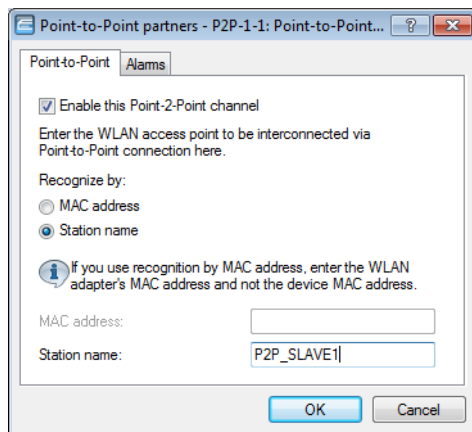 Point-to-Point partners - P2P-1-1: Point-to-Point...
Point-to-Point
Alarms
Enable this Point-2-Point channel
Enter the WLAN access point to be interconnected via
Point-to-Point connection here.
Recognize by:
MAC address
Station name
If you use recognition by MAC address, enter the WLAN
adapter's MAC address and not the device MAC address.
MAC address:
Station name: P2P_SLAVE1
OK Cancel